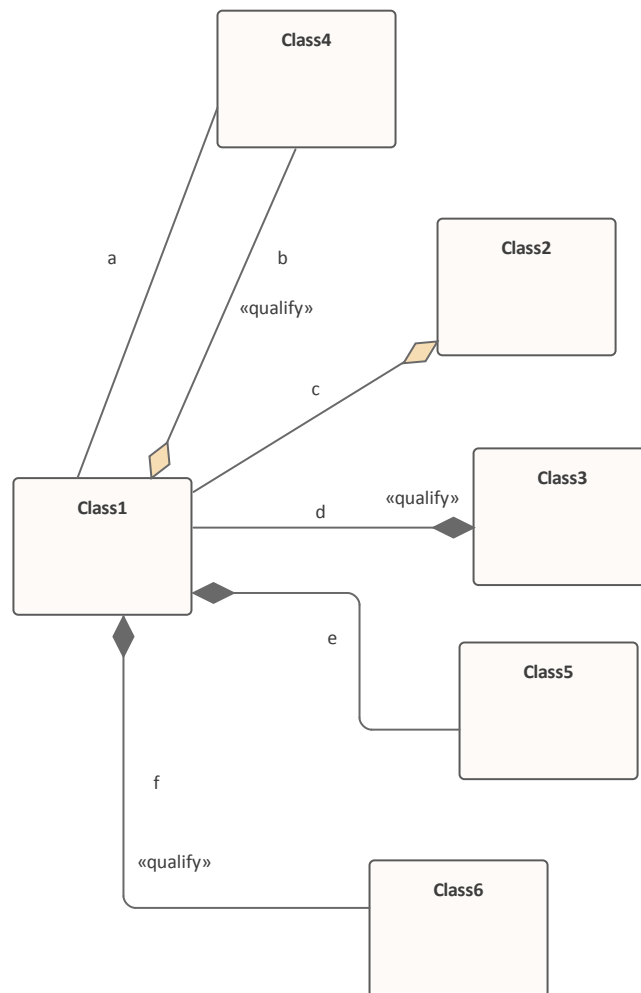 Class4
Class2
a
b
«qualify»
c
Class1
Class3
«qualify»
d
e
Class5
f
«qualify»
Class6